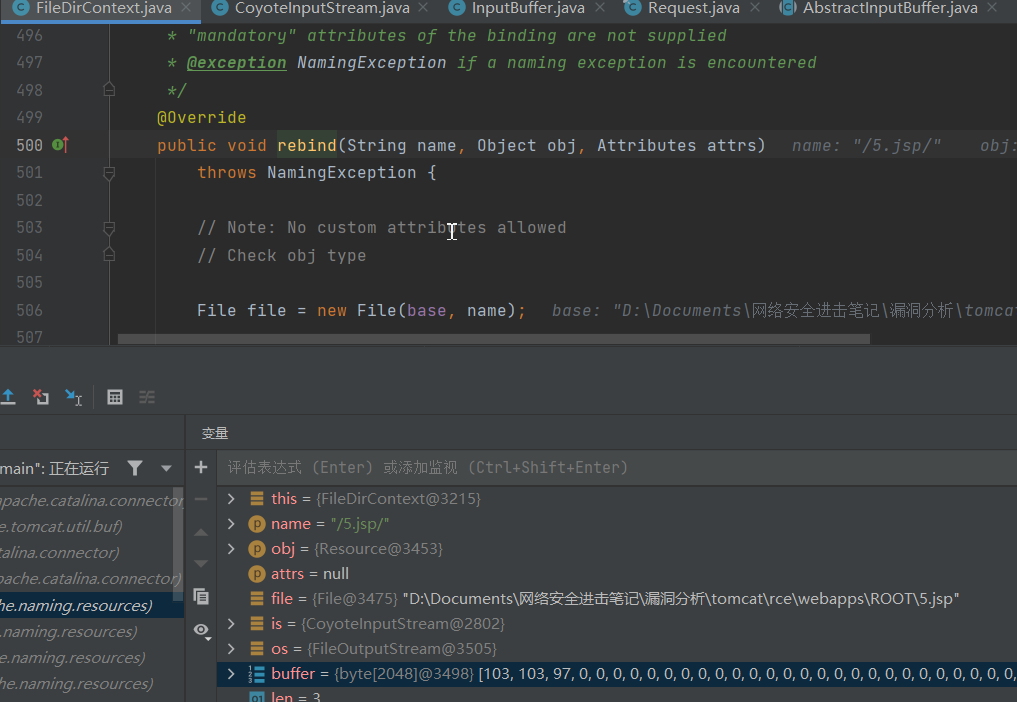 FileDirContext.java CoyoteInputStream.java InputBuffer.java Request.java AbstractInputBuffer.java
496 * "mandatory" attributes of the binding are not supplied
497 * @exception NamingException if a naming exception is encountered
498 */
499 @Override
500 public void rebind(String name, Object obj, Attributes attrs) name: "/5.jsp/" obj:
501 throws NamingException {
502
503 // Note: No custom attributes allowed
504 // Check obj type
505
506 File file = new File(base, name); base: "D:\Documents\网络安全进击笔记\漏洞分析\tomcat
507
变量
main": 正在运行
评估表达式 (Enter) 或添加监视 (Ctrl+Shift+Enter)
pache.catalina.connector
e.tomcat.util.buf)
talina.connector)
pache.catalina.connector)
he.naming.resources)
.naming.resources)
e.naming.resources)
he.naming.resources)
this = {FileDirContext@3215}
name = "/5.jsp/"
obj = {Resource@3453}
attrs = null
file = {File@3475} "D:\Documents\网络安全进击笔记\漏洞分析\tomcat\rce\webapps\ROOT\5.jsp"
is = {CoyoteInputStream@2802}
os = {FileOutputStream@3505}
buffer = {byte[2048]@3498} [103, 103, 97, 0, 0, 0, 0, 0, 0, 0, 0, 0, 0, 0, 0, 0, 0, 0, 0, 0, 0, 0, 0, 0, 0, 0, 0, 0, 0,
len = 3